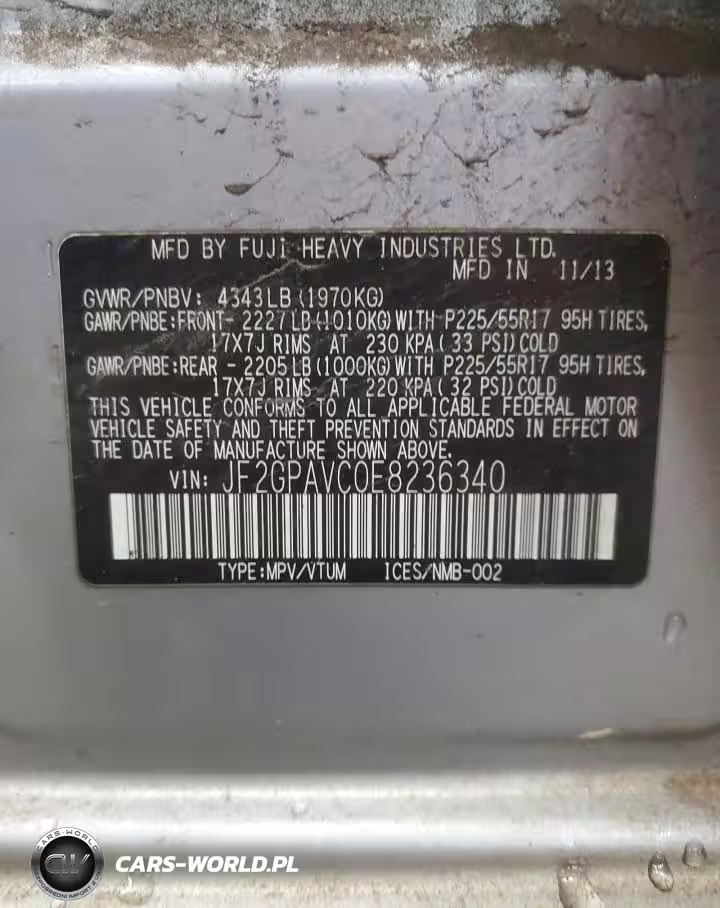 MFD BY FUJI HEAVY INDUSTRIES LTD.
MFD IN 11/13
GVWR/PNBV: 4343LB(1970KG)
GAWR/PNBE:FRONT- 2227LB(1010KG)WITH P225/55R17 95H TIRES,
17X7J RIMS AT 230 KPA( 33 PSI)COLD
GAWR/PNBE:REAR - 2205LB(1000KG)WITH P225/55R17 95H TIRES,
17X7J RIMS AT 220 KPA( 32 PSI)COLD
THIS VEHICLE CONFORMS TO ALL APPLICABLE FEDERAL MOTOR
VEHICLE SAFETY AND THEFT PREVENTION STANDARDS IN EFFECT ON
THE DATE OF MANUFACTURE SHOWN ABOVE.
VIN: JF2GPAVC0E8236340
TYPE:MPV/VTUM ICES/NMB-002
CARS-WORLD
CW
CARS-WORLD.PL